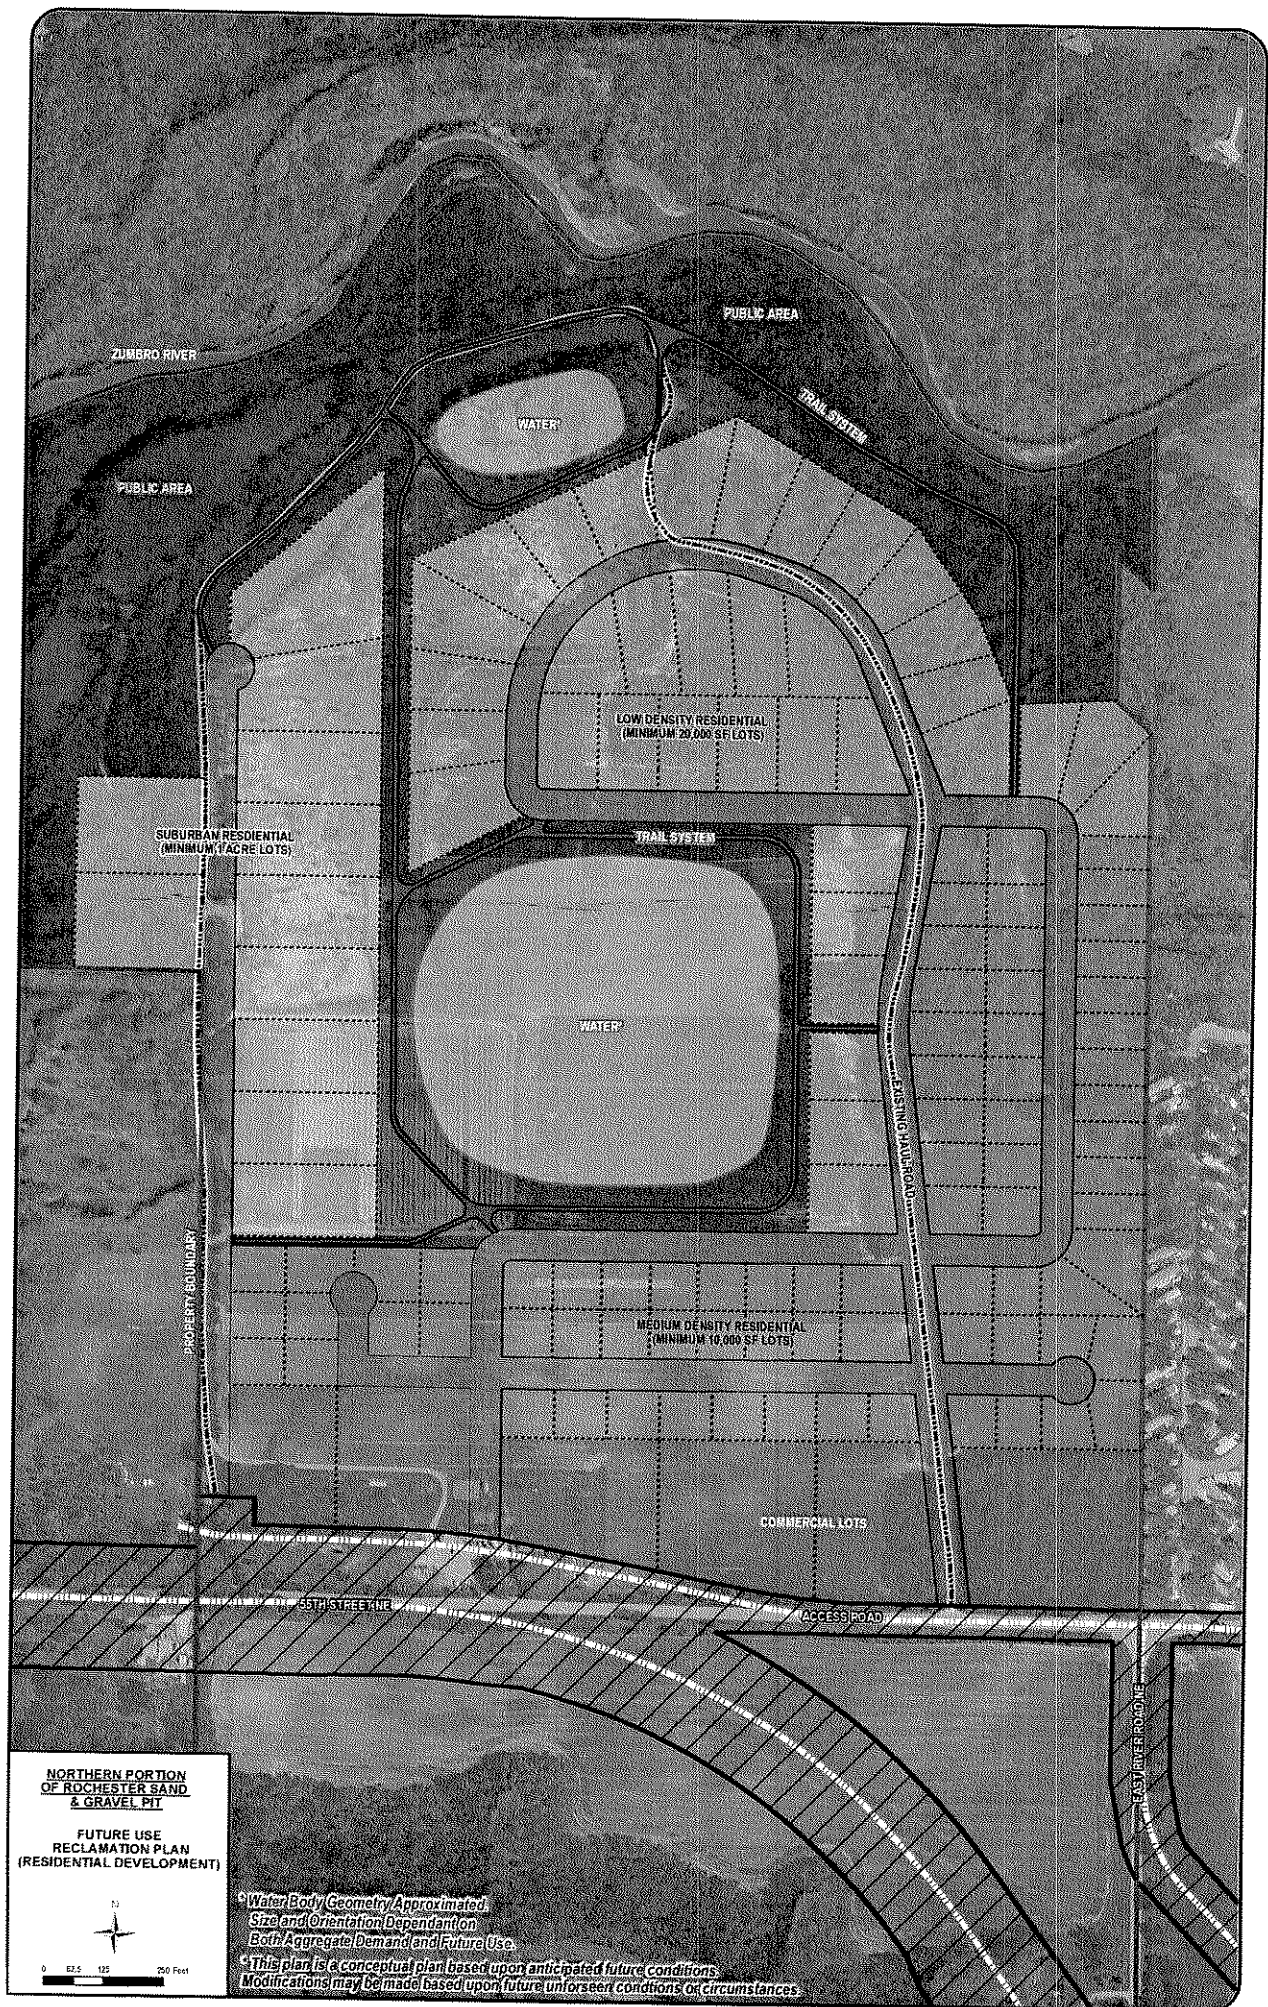 PUBLIC AREA
ZUMBRO RIVER
TRAIL SYSTEM
WATER*
PUBLIC AREA
LOW DENSITY RESIDENTIAL
(MINIMUM 20,000 SF LOTS)
SUBURBAN RESDIENTIAL
(MINIMUM 1 ACRE LOTS)
TRAIL SYSTEM
WATER*
EXISTING HAUL ROAD
PROPERTY BOUNDARY
MEDIUM DENSITY RESIDENTIAL
(MINIMUM 10,000 SF LOTS)
COMMERCIAL LOTS
55TH STREET NE
ACCESS ROAD
EAST RIVER ROAD NE
NORTHERN PORTION
OF ROCHESTER SAND
& GRAVEL PIT
FUTURE USE
RECLAMATION PLAN
(RESIDENTIAL DEVELOPMENT)
N
0 62.5 125 250 Feet
* Water Body Geometry Approximated.
Size and Orientation Dependant on
Both Aggregate Demand and Future Use.
*This plan is a conceptual plan based upon anticipated future conditions.
Modifications may be made based upon future unforseen conditions or circumstances.